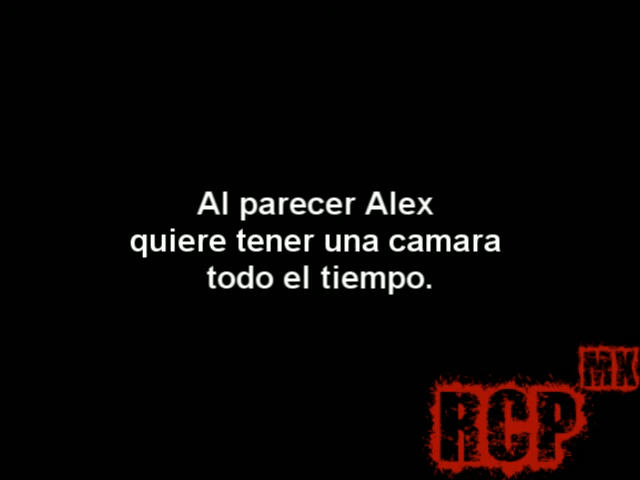 Al parecer Alex
quiere tener una camara
todo el tiempo.
MX
RCP